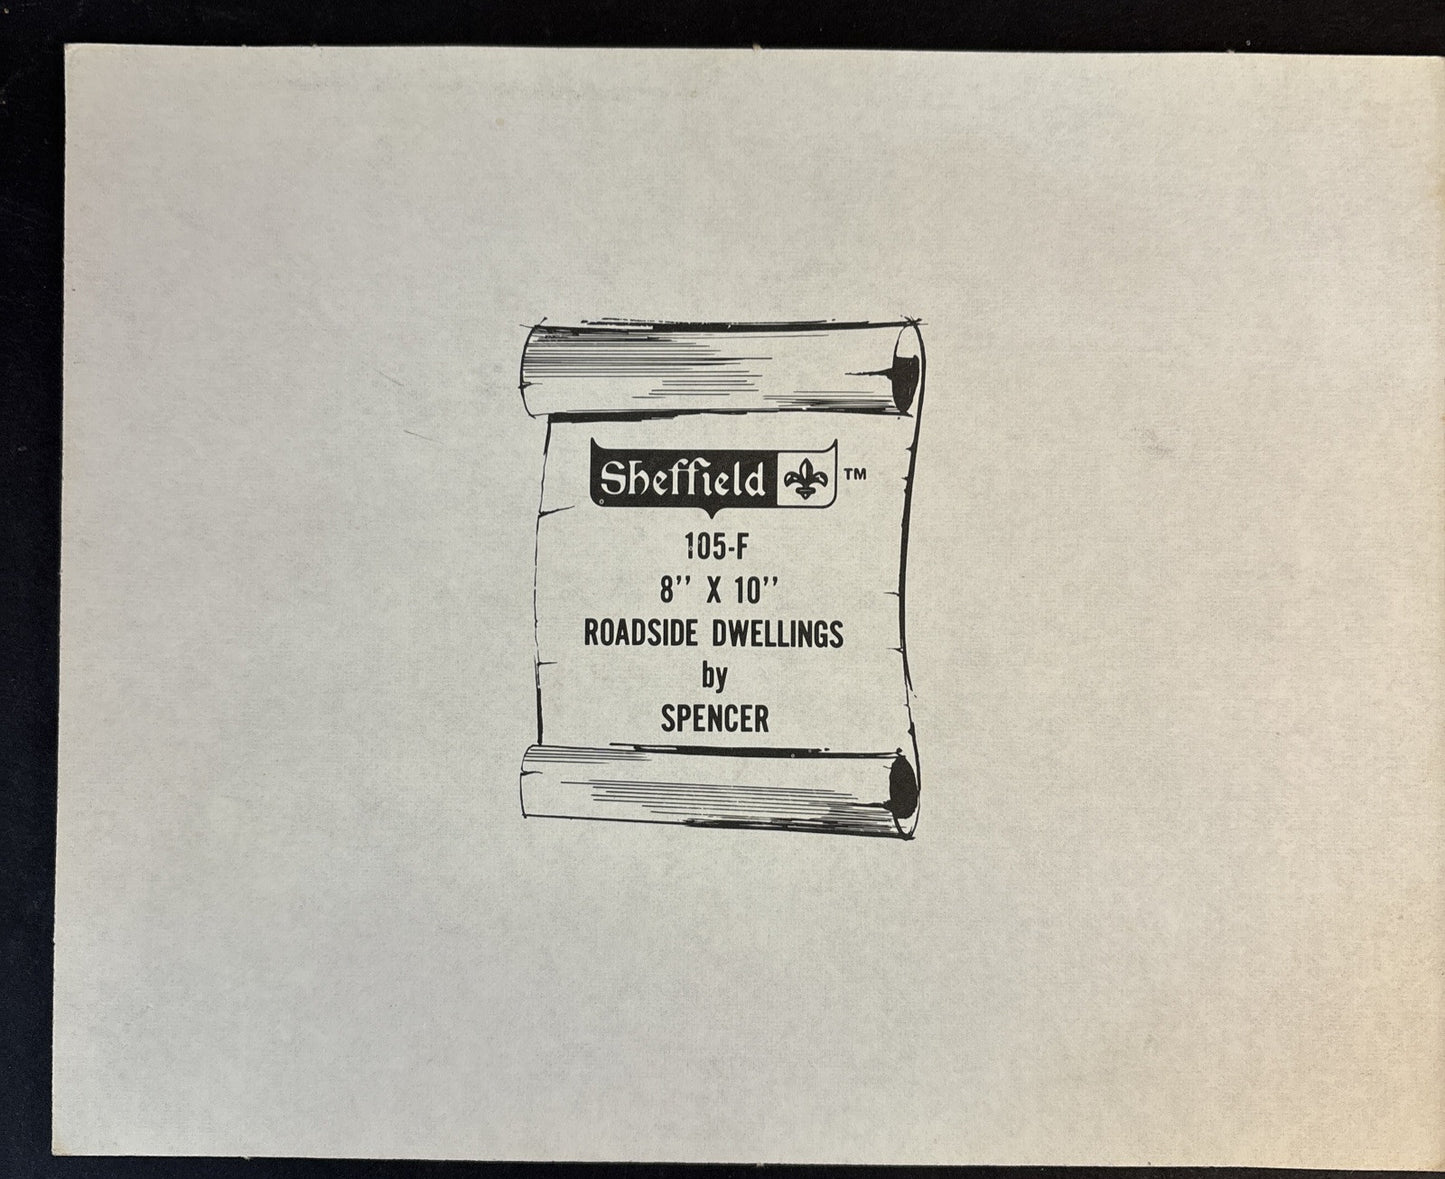 Sheffield TM
105-F
8'' X 10''
ROADSIDE DWELLINGS
by
SPENCER